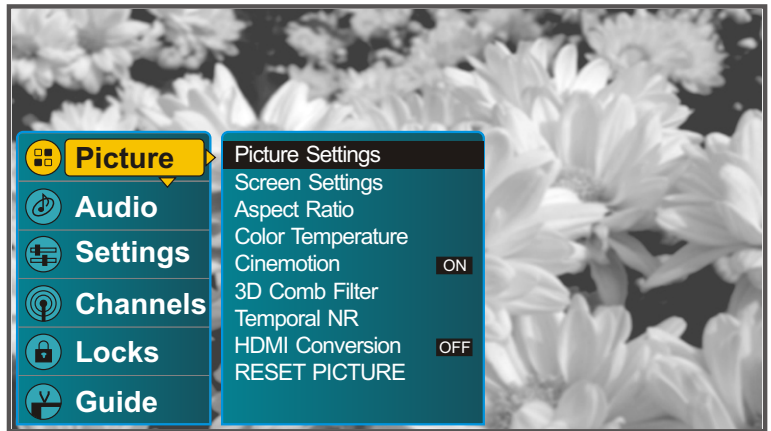 Picture
Audio
Settings
Channels
Locks
Guide
Picture Settings
Screen Settings
Aspect Ratio
Color Temperature
Cinemotion ON
3D Comb Filter
Temporal NR
HDMI Conversion OFF
RESET PICTURE